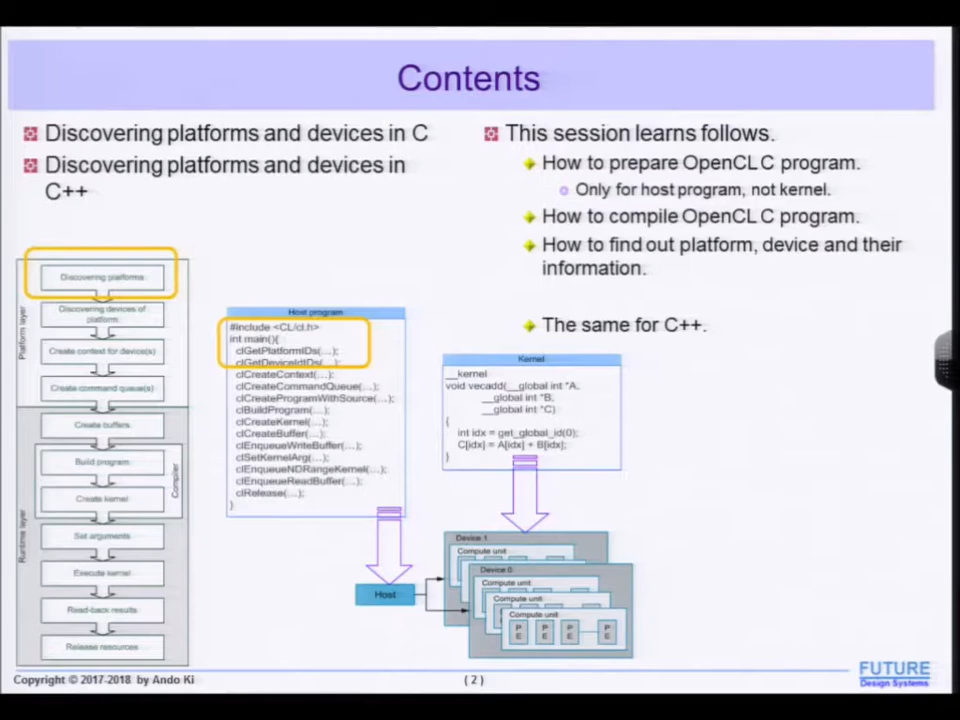 Contents
Discovering platforms and devices in C
Discovering platforms and devices in
C++
This session learns follows.
How to prepare OpenCL C program.
Only for host program, not kernel.
How to compile OpenCL C program.
How to find out platform, device and their
information.
The same for C++.
Platform layer
Discovering platforms
Discovering devices of
platform
Create context for device(s)
Create command queue(s)
Runtime layer
Create buffers
Compiler
Build program
Create kernel
Set arguments
Execute kernel
Read-back results
Release resources
Host program
#include <CL/cl.h>
int main(){
clGetPlatformIDs(...);
clGetDeviceIdIDs(...);
clCreateContext(...);
clCreateCommandQueue(...);
clCreateProgramWithSource(...);
clBuildProgram(...);
clCreateKernel(...);
clCreateBuffer(...);
clEnqueueWriteBuffer(...);
clSetKernelArg(...);
clEnqueueNDRangeKernel(...);
clEnqueueReadBuffer(...);
clRelease(...);
}
Kernel
__kernel
void vecadd(__global int *A,
__global int *B,
__global int *C)
{
int idx = get_global_id(0);
C[idx] = A[idx] + B[idx];
}
Host
Device 1
Compute unit
Device 0
Compute unit
Compute unit
Compute unit
PE PE PE PE
Copyright © 2017-2018 by Ando Ki
( 2 )
FUTURE
Design Systems